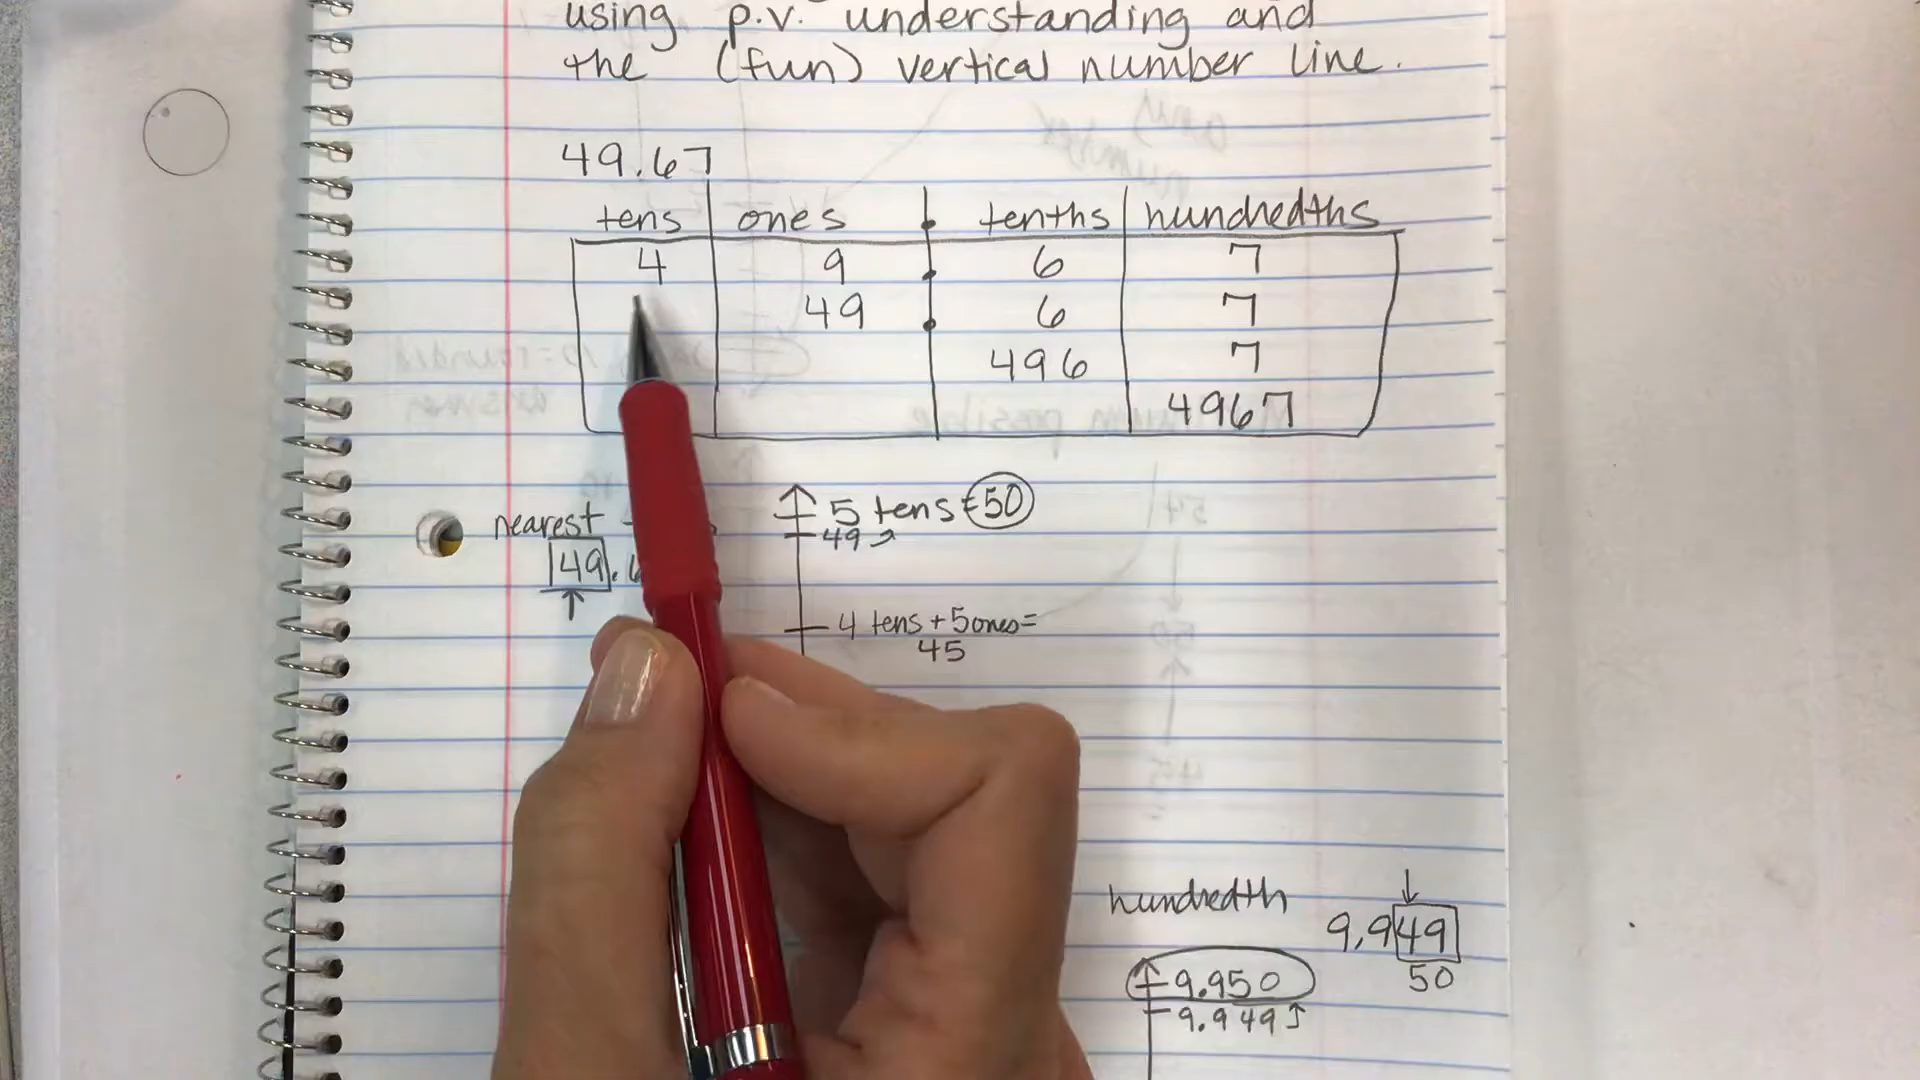 using p.v. understanding and
the (fun) vertical number line.
49.67
tens ones . tenths hundredths
4 9 . 6 7
49 . 6 7
496 7
4967
nearest
49.6
5 tens = 50
49
4 tens + 5 ones =
45
hundredth
9.949
50
9.950
9.949